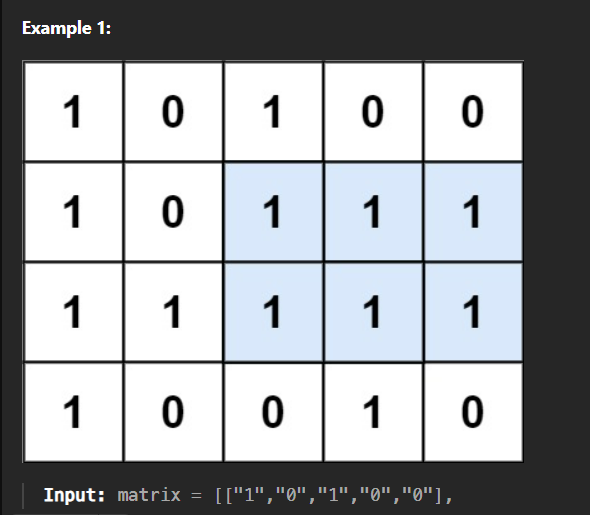 Example 1:
1 0 1 0 0
1 0 1 1 1
1 1 1 1 1
1 0 0 1 0
Input: matrix = [["1","0","1","0","0"],